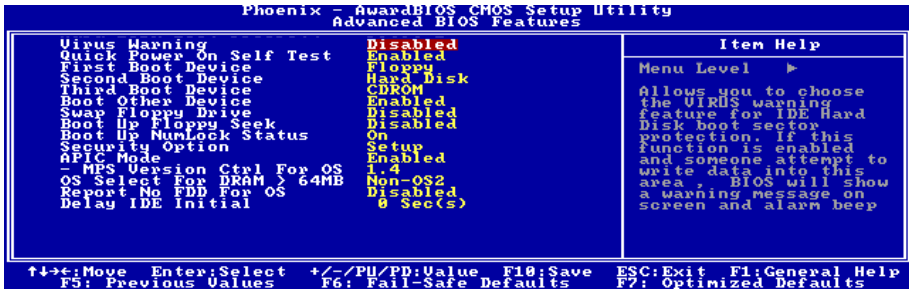 Phoenix - AwardBIOS CMOS Setup Utility
Advanced BIOS Features
Virus Warning Disabled
Quick Power On Self Test Enabled
First Boot Device Floppy
Second Boot Device Hard Disk
Third Boot Device CDROM
Boot Other Device Enabled
Swap Floppy Drive Disabled
Boot Up Floppy Seek Disabled
Boot Up NumLock Status On
Security Option Setup
APIC Mode Enabled
- MPS Version Ctrl For OS 1.4
OS Select For DRAM > 64MB Non-OS2
Report No FDD For OS Disabled
Delay IDE Initial 0 Sec(s)
Item Help
Menu Level ►
Allows you to choose
the VIRUS warning
feature for IDE Hard
Disk boot sector
protection. If this
function is enabled
and someone attempt to
write data into this
area , BIOS will show
a warning message on
screen and alarm beep
↑↓→←:Move Enter:Select +/-/PU/PD:Value F10:Save ESC:Exit F1:General Help
F5: Previous Values F6: Fail-Safe Defaults F7: Optimized Defaults